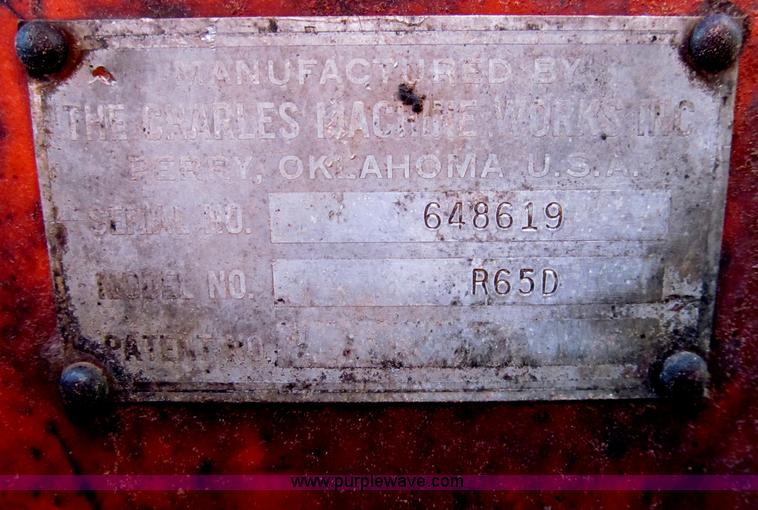 MANUFACTURED BY
THE CHARLES MACHINE WORKS INC
PERRY, OKLAHOMA U.S.A.
SERIAL NO. 648619
MODEL NO. R65D
PATENT NO.
www.purplewave.com